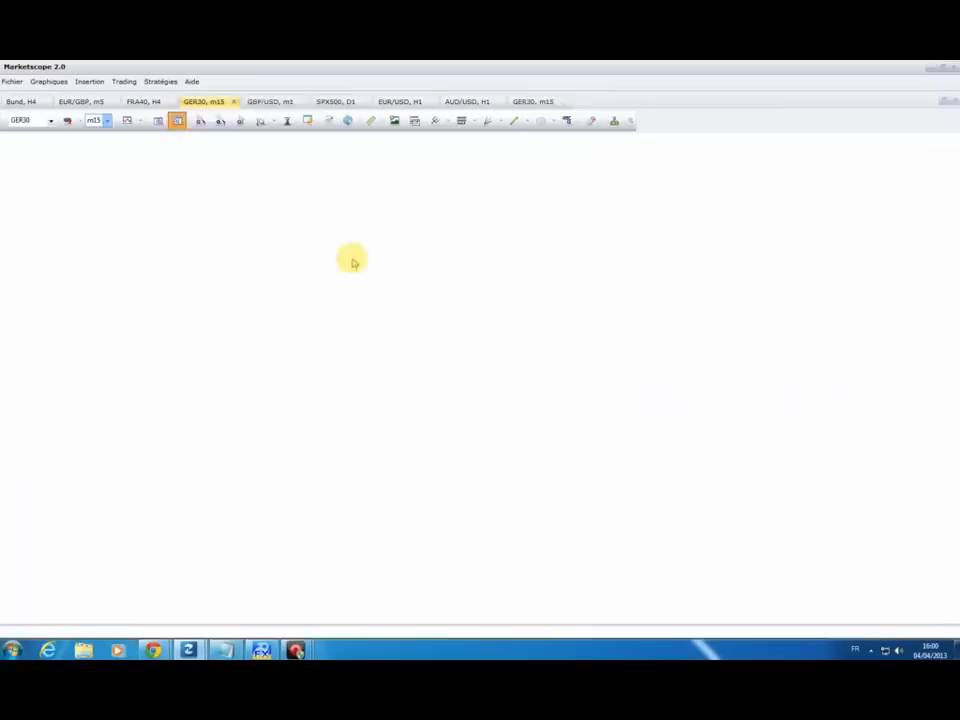 Marketscope 2.0
Fichier Graphiques Insertion Trading Stratégies Aide
Bund, H4 EUR/GBP, m5 FRA40, H4 GER30, m15 GBP/USD, m1 SPX500, D1 EUR/USD, H1 AUD/USD, H1 GER30, m15
GER30 m15
FR 16:00
04/04/2013